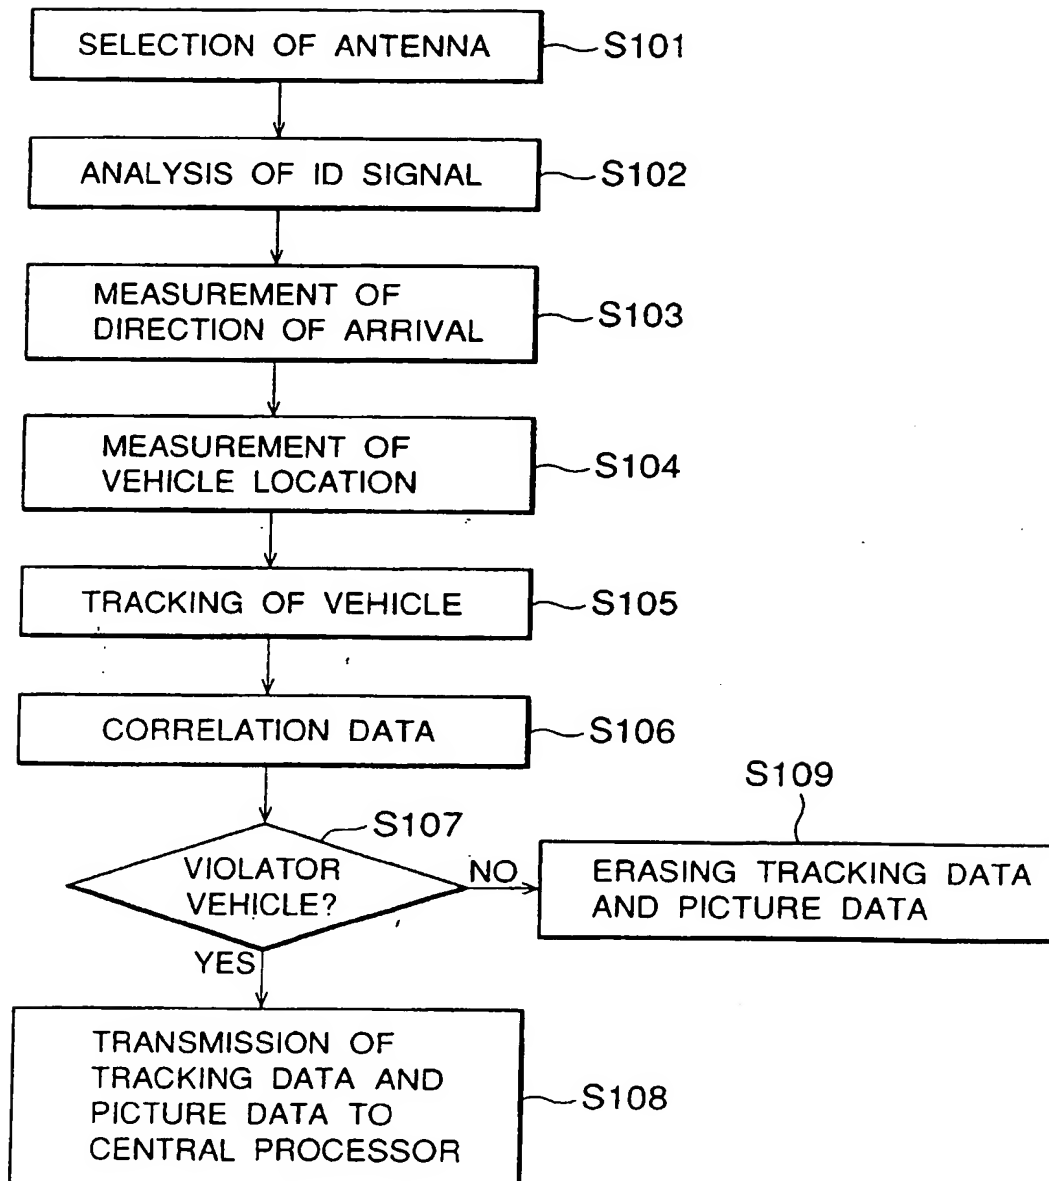 SELECTION OF ANTENNA
S101
ANALYSIS OF ID SIGNAL
S102
MEASUREMENT OF
DIRECTION OF ARRIVAL
S103
MEASUREMENT OF
VEHICLE LOCATION
S104
TRACKING OF VEHICLE
S105
CORRELATION DATA
S106
S107
VIOLATOR
VEHICLE?
NO
S109
ERASING TRACKING DATA
AND PICTURE DATA
YES
TRANSMISSION OF
TRACKING DATA AND
PICTURE DATA TO
CENTRAL PROCESSOR
S108